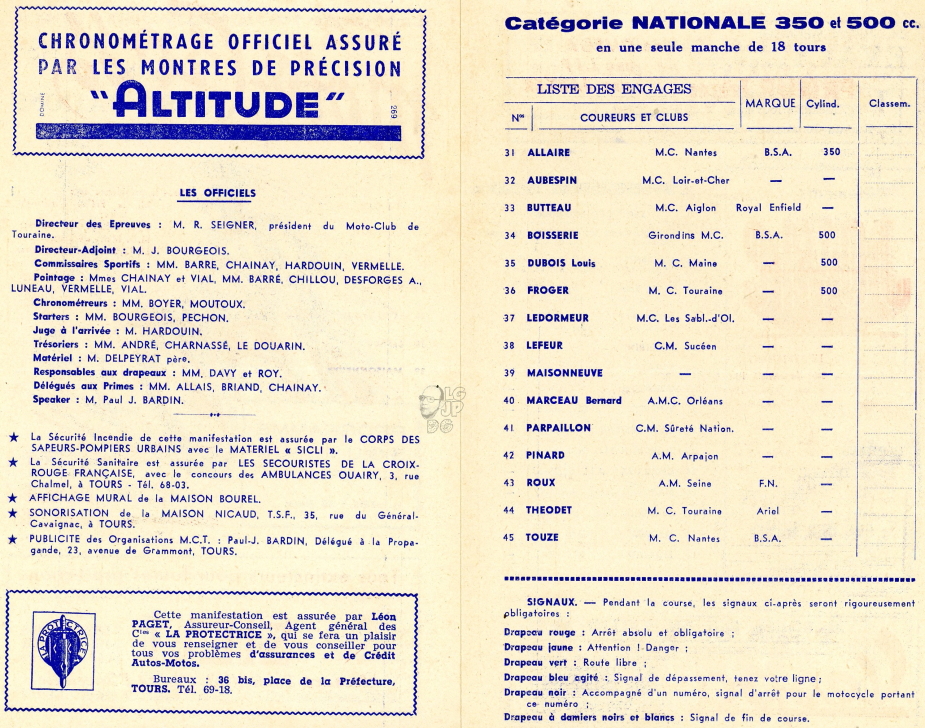 CHRONOMÉTRAGE OFFICIEL ASSURÉ
PAR LES MONTRES DE PRÉCISION
"ALTITUDE"
DOMINE
269
LES OFFICIELS
Directeur des Epreuves : M. R. SEIGNER, président du Moto-Club de
Touraine.
Directeur-Adjoint : M. J. BOURGEOIS.
Commissaires Sportifs : MM. BARRE, CHAINAY, HARDOUIN, VERMELLE.
Pointage : Mmes CHAINAY et VIAL, MM. BARRÉ, CHILLOU, DESFORGES A.,
LUNEAU, VERMELLE, VIAL.
Chronométreurs : MM. BOYER, MOUTOUX.
Starters : MM. BOURGEOIS, PECHON.
Juge à l'arrivée : M. HARDOUIN.
Trésoriers : MM. ANDRÉ, CHARNASSÉ, LE DOUARIN.
Matériel : M. DELPEYRAT père.
Responsables aux drapeaux : MM. DAVY et ROY.
Délégués aux Primes : MM. ALLAIS, BRIAND, CHAINAY.
Speaker : M. Paul J. BARDIN.
★ La Sécurité Incendie de cette manifestation est assurée par le CORPS DES
SAPEURS-POMPIERS URBAINS avec le MATERIEL « SICLI ».
★ La Sécurité Sanitaire est assurée par LES SECOURISTES DE LA CROIX-
ROUGE FRANÇAISE, avec le concours des AMBULANCES OUAIRY, 3, rue
Chalmel, à TOURS - Tél. 68-03.
★ AFFICHAGE MURAL de la MAISON BOUREL.
★ SONORISATION de la MAISON NICAUD, T.S.F., 35, rue du Général-
Cavaignac, à TOURS.
★ PUBLICITE des Organisations M.C.T. : Paul-J. BARDIN, Délégué à la Propa-
gande, 23, avenue de Grammont, TOURS.
LA PROTECTRICE
Cette manifestation est assurée par Léon
PAGET, Assureur-Conseil, Agent général des
Cies « LA PROTECTRICE », qui se fera un plaisir
de vous renseigner et de vous conseiller pour
tous vos problèmes d'assurances et de Crédit
Autos-Motos.
Bureaux : 36 bis, place de la Préfecture,
TOURS. Tél. 69-18.
LG
JP
DS
Catégorie NATIONALE 350 et 500 cc.
en une seule manche de 18 tours
LISTE DES ENGAGES MARQUE Cylind. Classem.
Nos COUREURS ET CLUBS
31 ALLAIRE M.C. Nantes B.S.A. 350
32 AUBESPIN M.C. Loir-et-Cher — —
33 BUTTEAU M.C. Aiglon Royal Enfield —
34 BOISSERIE Girondins M.C. B.S.A. 500
35 DUBOIS Louis M. C. Maine — 500
36 FROGER M. C. Touraine — 500
37 LEDORMEUR M.C. Les Sabl.-d'Ol. — —
38 LEFEUR C.M. Sucéen — —
39 MAISONNEUVE — — —
40 MARCEAU Bernard A.M.C. Orléans — —
41 PARPAILLON C.M. Sûreté Nation. — —
42 PINARD A.M. Arpajon — —
43 ROUX A.M. Seine F.N. —
44 THEODET M. C. Touraine Ariel —
45 TOUZE M. C. Nantes B.S.A. —
SIGNAUX. — Pendant la course, les signaux ci-après seront rigoureusement
obligatoires :
Drapeau rouge : Arrêt absolu et obligatoire ;
Drapeau jaune : Attention ! Danger ;
Drapeau vert : Route libre ;
Drapeau bleu agité : Signal de dépassement, tenez votre ligne ;
Drapeau noir : Accompagné d'un numéro, signal d'arrêt pour le motocycle portant
ce numéro ;
Drapeau à damiers noirs et blancs : Signal de fin de course.